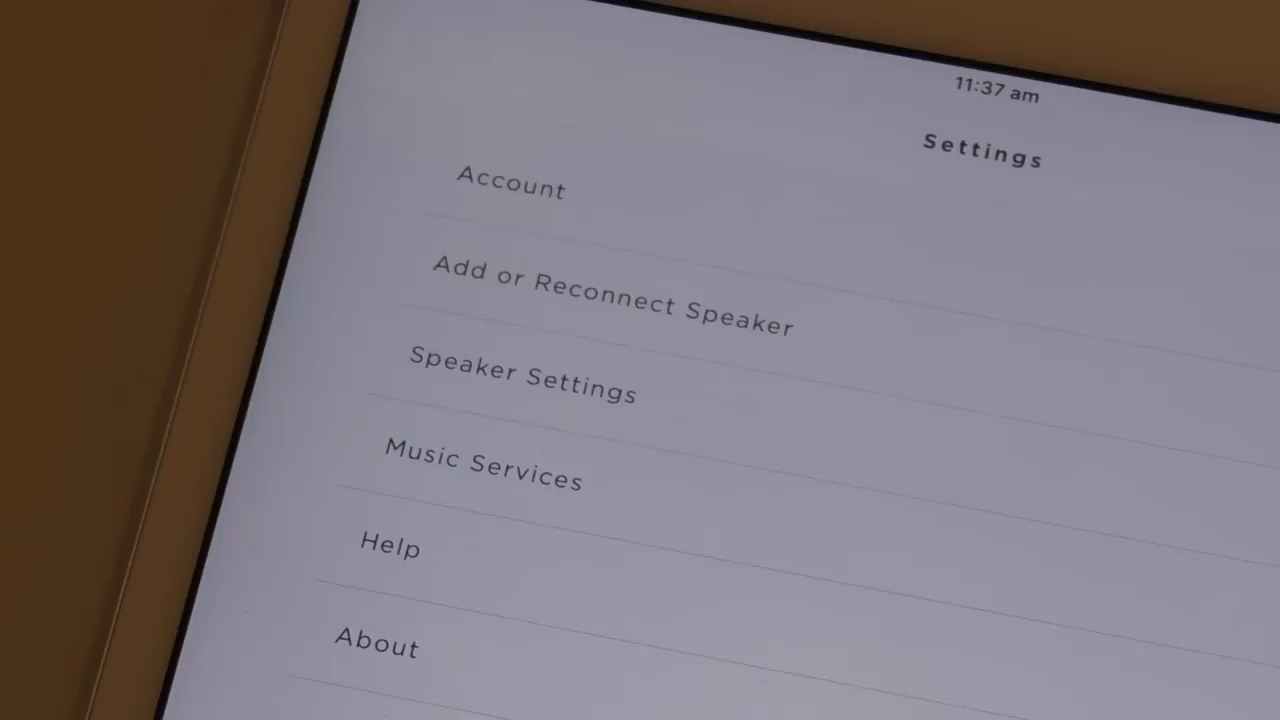 11:37 am
Settings
Account
Add or Reconnect Speaker
Speaker Settings
Music Services
Help
About